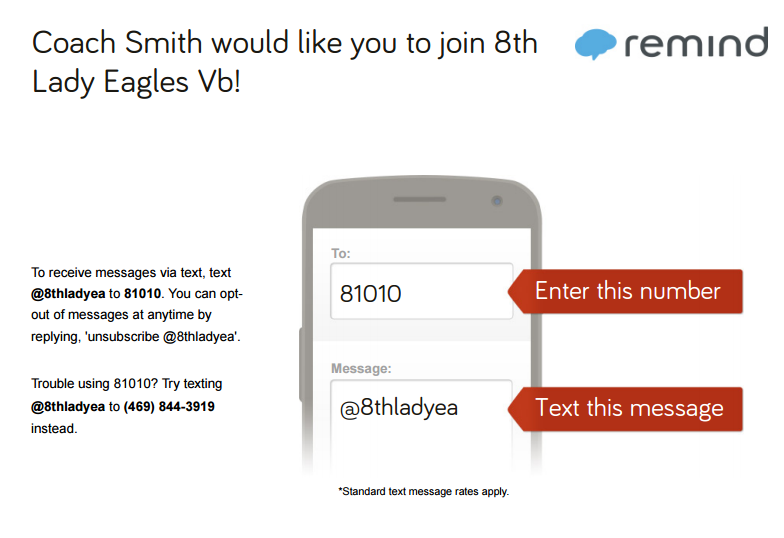 Coach Smith would like you to join 8th
Lady Eagles Vb!
remind
To receive messages via text, text
@8thladyea to 81010. You can opt-
out of messages at anytime by
replying, 'unsubscribe @8thladyea'.
Trouble using 81010? Try texting
@8thladyea to (469) 844-3919
instead.
To:
81010
Enter this number
Message:
@8thladyea
Text this message
*Standard text message rates apply.